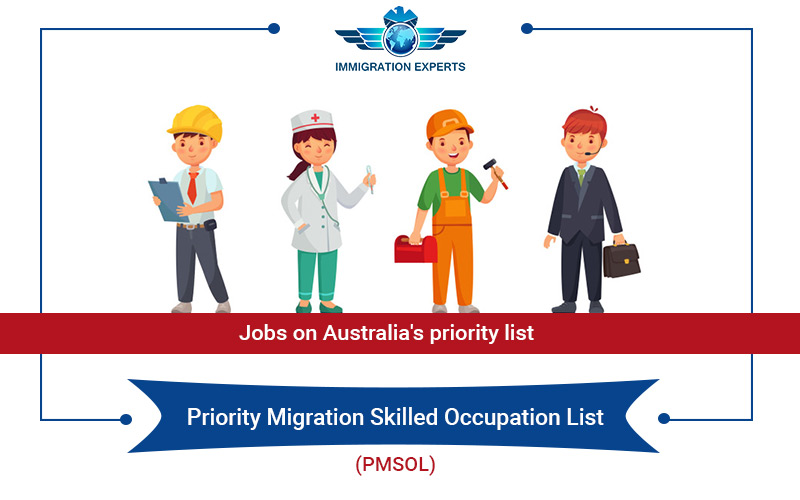 IMMIGRATION EXPERTS
Jobs on Australia's priority list
Priority Migration Skilled Occupation List
(PMSOL)